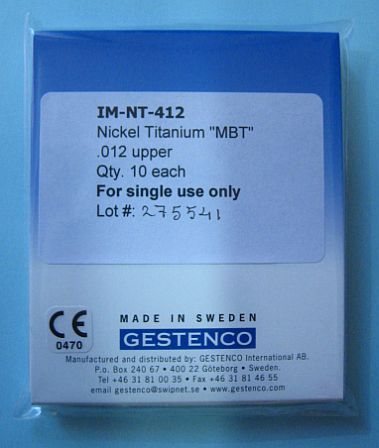 IM-NT-412
Nickel Titanium "MBT"
.012 upper
Qty. 10 each
For single use only
Lot #: 275541
CE
0470
MADE IN SWEDEN
GESTENCO
Manufactured and distributed by: GESTENCO International AB.
P.o. Box 240 67 • 400 22 Göteborg • Sweden.
Tel +46 31 81 00 35 • Fax +46 31 81 46 55
email gestenco@swipnet.se • www.gestenco.com